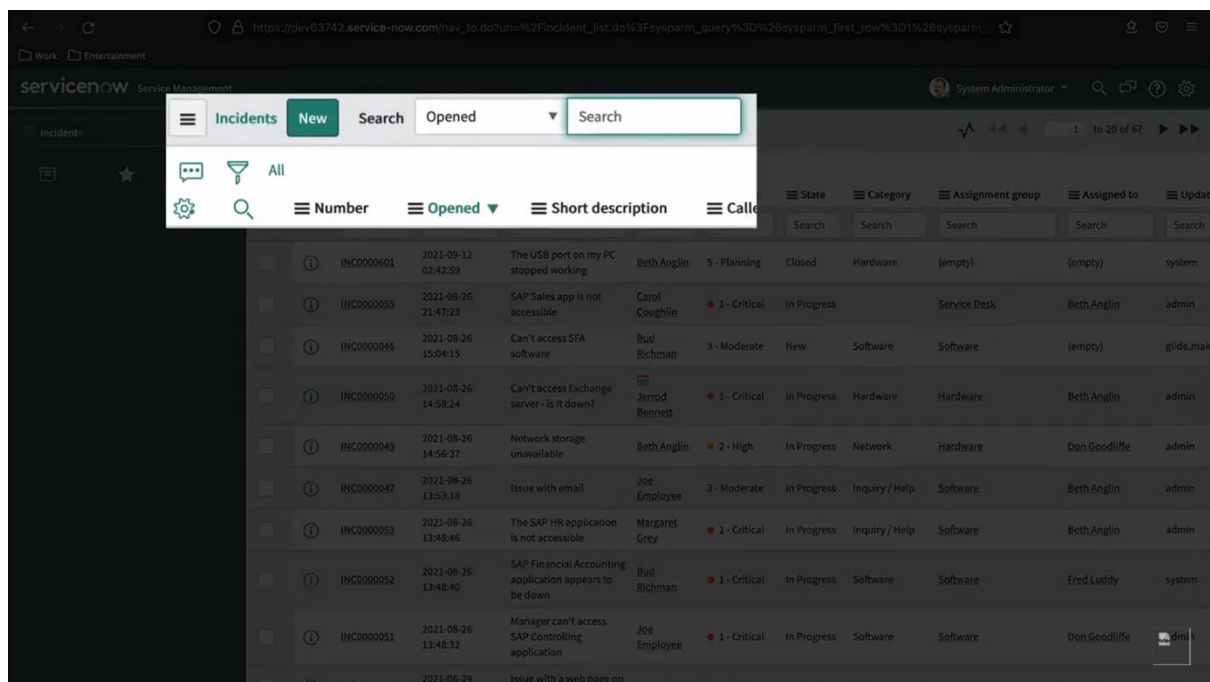 https://dev63742.service-now.com/nav_to.do?uri=%2Fincident_list.do%3Fsysparm_query%3D%26sysparm_first_row%3D1%26sysparm_
Work Entertainment
servicenow Service Management System Administrator
Incidents New Search Opened Search
incident= 1 to 20 of 67
All
Number Opened Short description Calle State Category Assignment group Assigned to Updat
Search Search Search Search Search
INC0000601 2021-09-12 02:42:59 The USB port on my PC stopped working Beth Anglin 5 - Planning Closed Hardware (empty) (empty) system
INC0000055 2021-08-26 21:47:23 SAP Sales app is not accessible Carol Coughlin 1 - Critical In Progress Service Desk Beth Anglin admin
INC0000046 2021-08-26 15:04:15 Can't access SFA software Bud Richman 3 - Moderate New Software Software (empty) glide.mai
INC0000050 2021-08-26 14:58:24 Can't access Exchange server - is it down? Jerrod Bennett 1 - Critical In Progress Hardware Hardware Beth Anglin admin
INC0000049 2021-08-26 14:56:37 Network storage unavailable Beth Anglin 2 - High In Progress Network Hardware Don Goodliffe admin
INC0000047 2021-08-26 13:53:18 Issue with email Joe Employee 3 - Moderate In Progress Inquiry / Help Software Beth Anglin admin
INC0000053 2021-08-26 13:48:46 The SAP HR application is not accessible Margaret Grey 1 - Critical In Progress Inquiry / Help Software Beth Anglin admin
INC0000052 2021-08-26 13:48:40 SAP Financial Accounting application appears to be down Bud Richman 1 - Critical In Progress Software Software Fred Luddy system
INC0000051 2021-08-26 13:48:32 Manager can't access SAP Controlling application Joe Employee 1 - Critical In Progress Software Software Don Goodliffe admin
2021-06-29 Issue with a web page on